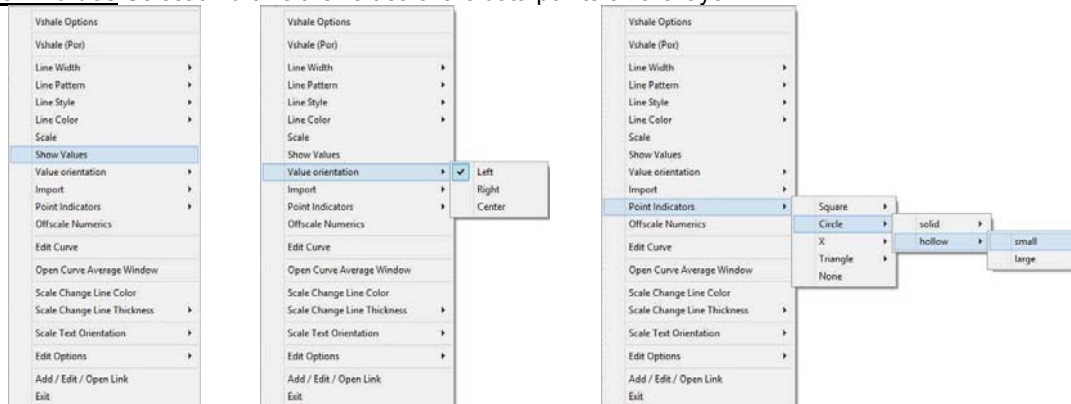 Vshale Options
Vshale (Por)
Line Width
Line Pattern
Line Style
Line Color
Scale
Show Values
Value orientation
Import
Point Indicators
Offscale Numerics
Edit Curve
Open Curve Average Window
Scale Change Line Color
Scale Change Line Thickness
Scale Text Orientation
Edit Options
Add / Edit / Open Link
Exit
Vshale Options
Vshale (Por)
Line Width
Line Pattern
Line Style
Line Color
Scale
Show Values
Value orientation
Import
Point Indicators
Offscale Numerics
Edit Curve
Open Curve Average Window
Scale Change Line Color
Scale Change Line Thickness
Scale Text Orientation
Edit Options
Add / Edit / Open Link
Exit
Left
Right
Center
Vshale Options
Vshale (Por)
Line Width
Line Pattern
Line Style
Line Color
Scale
Show Values
Value orientation
Import
Point Indicators
Offscale Numerics
Edit Curve
Open Curve Average Window
Scale Change Line Color
Scale Change Line Thickness
Scale Text Orientation
Edit Options
Add / Edit / Open Link
Exit
Square
Circle
X
Triangle
None
solid
hollow
small
large